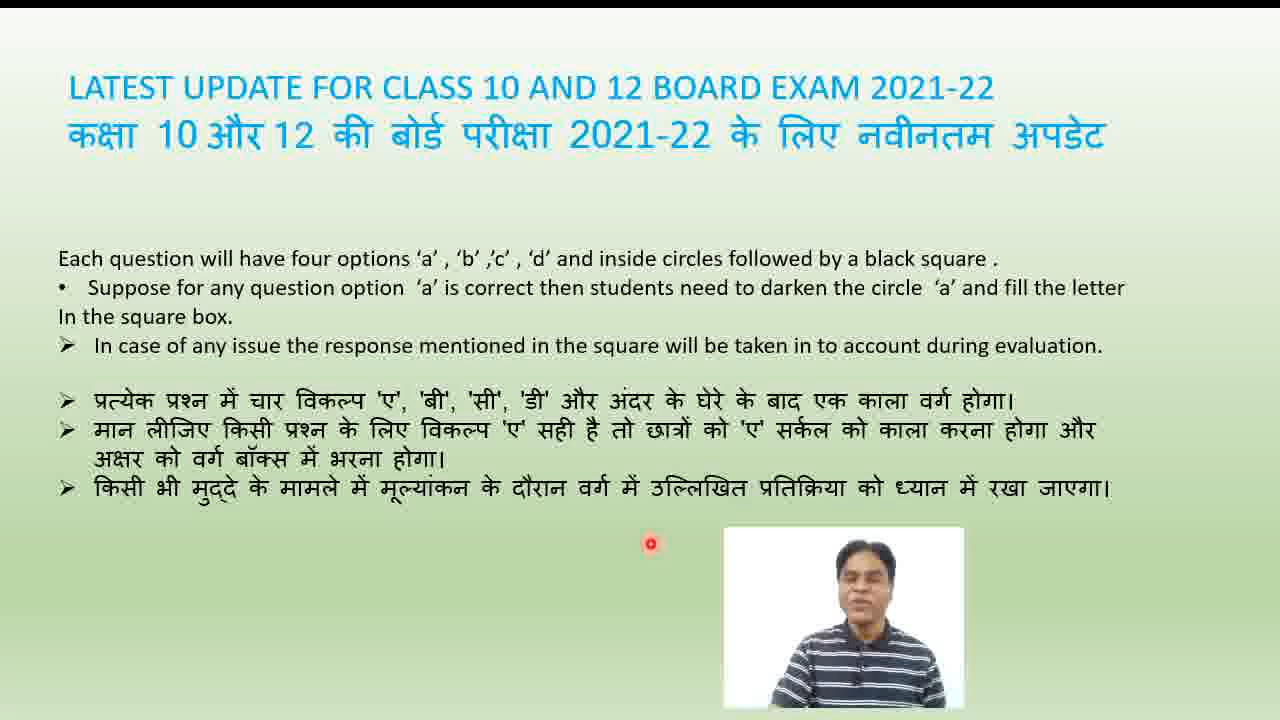 LATEST UPDATE FOR CLASS 10 AND 12 BOARD EXAM 2021-22
कक्षा 10 और 12 की बोर्ड परीक्षा 2021-22 के लिए नवीनतम अपडेट
Each question will have four options ‘a’ , ‘b’ ,’c’ , ‘d’ and inside circles followed by a black square .
• Suppose for any question option ‘a’ is correct then students need to darken the circle ‘a’ and fill the letter
In the square box.
➢ In case of any issue the response mentioned in the square will be taken in to account during evaluation.
➢ प्रत्येक प्रश्न में चार विकल्प 'ए', 'बी', 'सी', 'डी' और अंदर के घेरे के बाद एक काला वर्ग होगा।
➢ मान लीजिए किसी प्रश्न के लिए विकल्प 'ए' सही है तो छात्रों को 'ए' सर्कल को काला करना होगा और
अक्षर को वर्ग बॉक्स में भरना होगा।
➢ किसी भी मुद्दे के मामले में मूल्यांकन के दौरान वर्ग में उल्लिखित प्रतिक्रिया को ध्यान में रखा जाएगा।